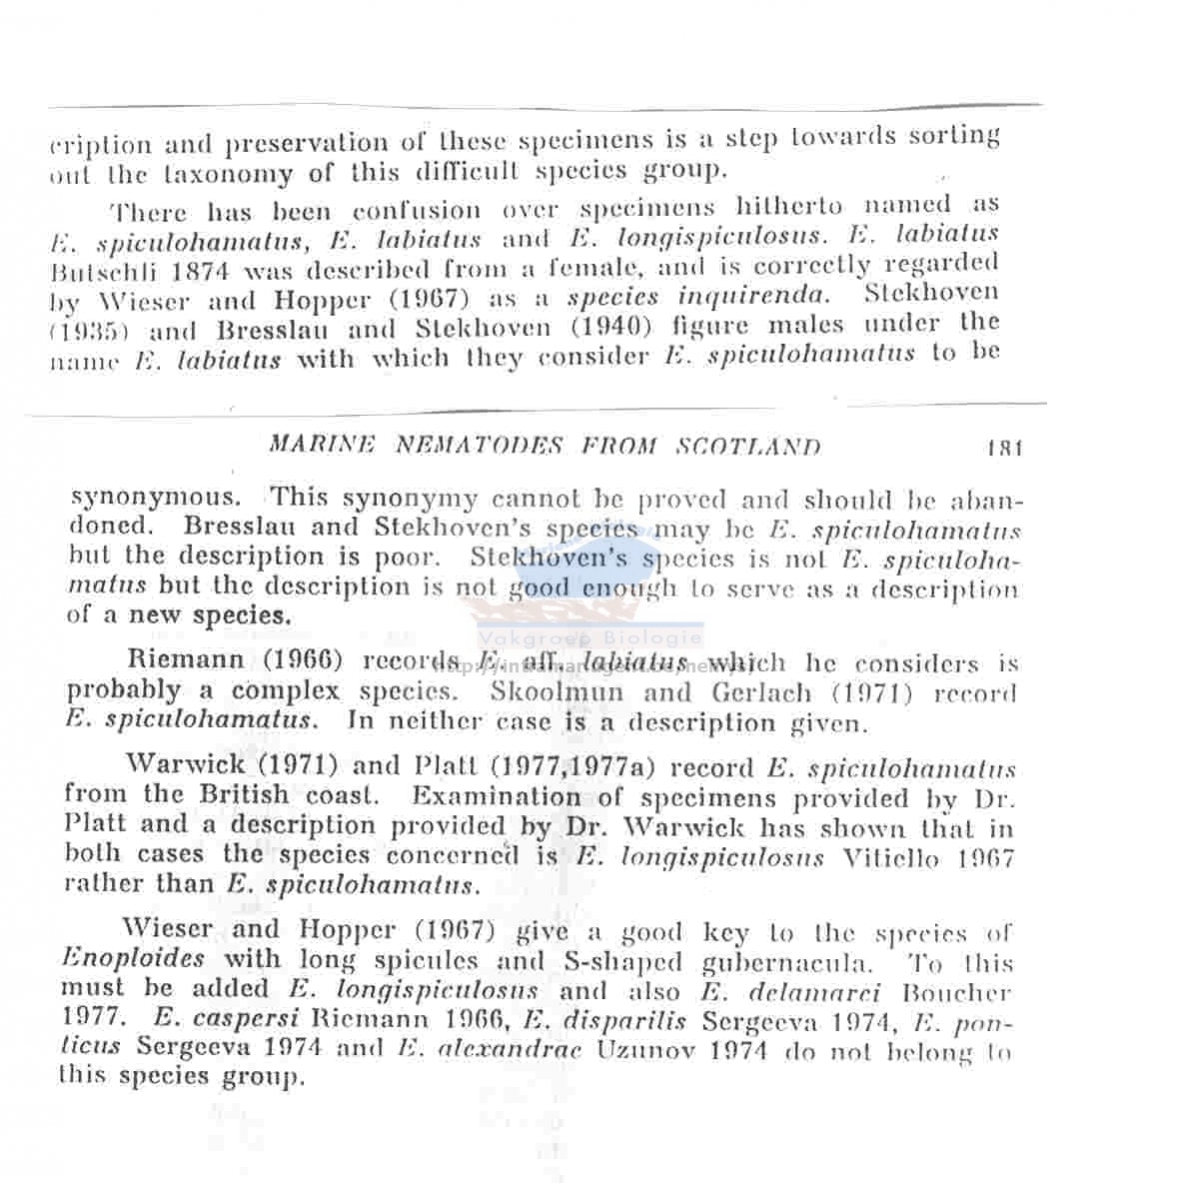 cription and preservation of these specimens is a step towards sorting
out the taxonomy of this difficult species group.
There has been confusion over specimens hitherto named as
E. spiculohamatus, E. labiatus and E. longispiculosus. E. labiatus
Butschli 1874 was described from a female, and is correctly regarded
by Wieser and Hopper (1967) as a species inquirenda. Stekhoven
(1935) and Bresslau and Stekhoven (1940) figure males under the
name E. labiatus with which they consider E. spiculohamatus to be
MARINE NEMATODES FROM SCOTLAND 181
synonymous. This synonymy cannot be proved and should be aban-
doned. Bresslau and Stekhoven's species may be E. spiculohamatus
but the description is poor. Stekhoven's species is not E. spiculoha-
matus but the description is not good enough to serve as a description
of a new species.
Vakgroep Biologie
Riemann (1966) records E. aff. labiatus which he considers is
probably a complex species. Skoolmun and Gerlach (1971) record
E. spiculohamatus. In neither case is a description given.
Warwick (1971) and Platt (1977,1977a) record E. spiculohamatus
from the British coast. Examination of specimens provided by Dr.
Platt and a description provided by Dr. Warwick has shown that in
both cases the species concerned is E. longispiculosus Vitiello 1967
rather than E. spiculohamatus.
Wieser and Hopper (1967) give a good key to the species of
Enoploides with long spicules and S-shaped gubernacula. To this
must be added E. longispiculosus and also E. delamarei Boucher
1977. E. caspersi Riemann 1966, E. disparilis Sergeeva 1974, E. pon-
ticus Sergeeva 1974 and E. alexandrae Uzunov 1974 do not belong to
this species group.